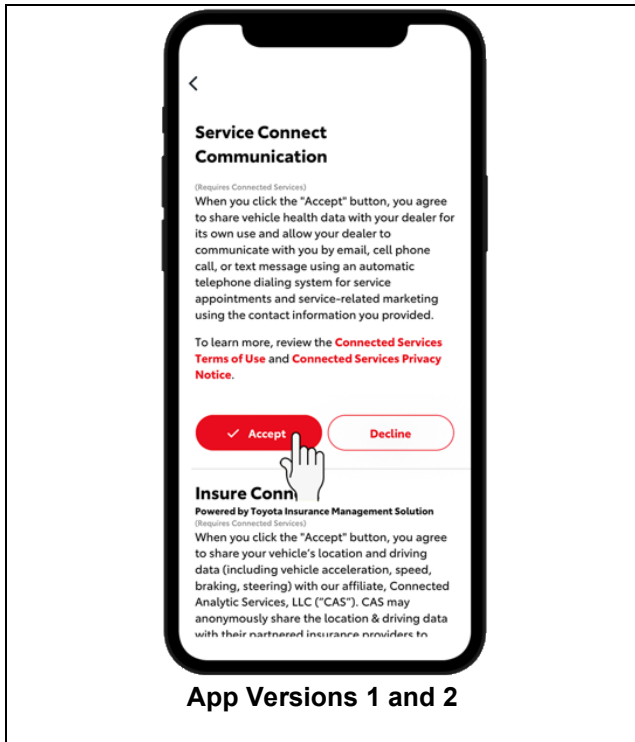 Service Connect
Communication
(Requires Connected Services)
When you click the "Accept" button, you agree
to share vehicle health data with your dealer for
its own use and allow your dealer to
communicate with you by email, cell phone
call, or text message using an automatic
telephone dialing system for service
appointments and service-related marketing
using the contact information you provided.
To learn more, review the Connected Services
Terms of Use and Connected Services Privacy
Notice.
Accept
Decline
Insure Conn
Powered by Toyota Insurance Management Solution
(Requires Connected Services)
When you click the "Accept" button, you agree
to share your vehicle's location and driving
data (including vehicle acceleration, speed,
braking, steering) with our affiliate, Connected
Analytic Services, LLC ("CAS"). CAS may
anonymously share the location & driving data
with their partnered insurance providers to
App Versions 1 and 2